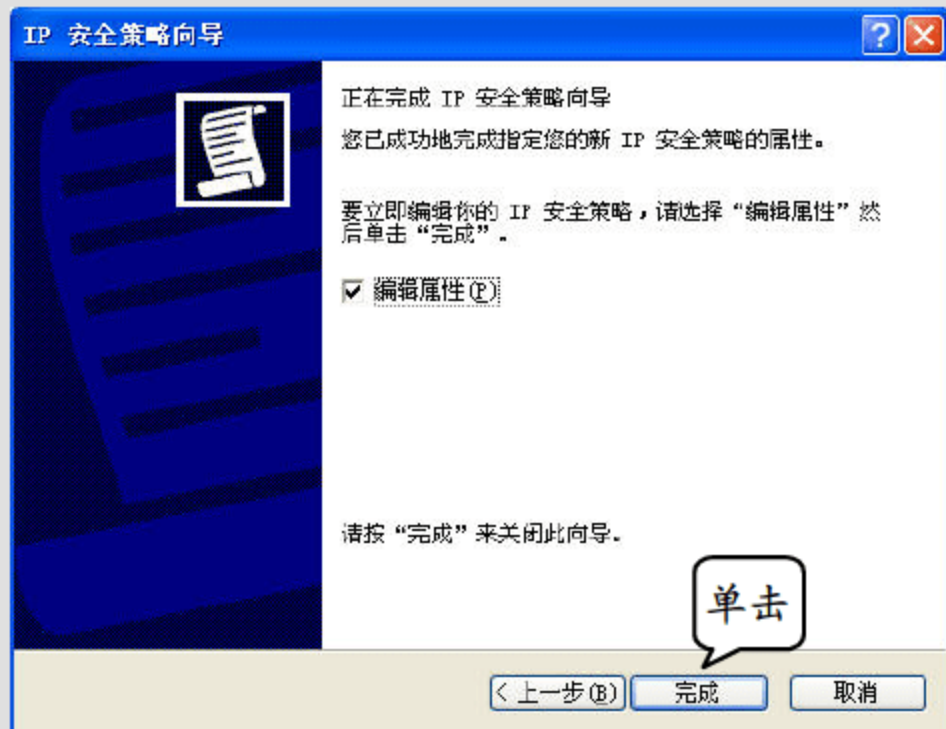 IP 安全策略向导
正在完成 IP 安全策略向导
您已成功地完成指定您的新 IP 安全策略的属性。
要立即编辑你的 IP 安全策略，请选择“编辑属性”然
后单击“完成”。
编辑属性(P)
请按“完成”来关闭此向导。
单击
< 上一步(B) 完成 取消